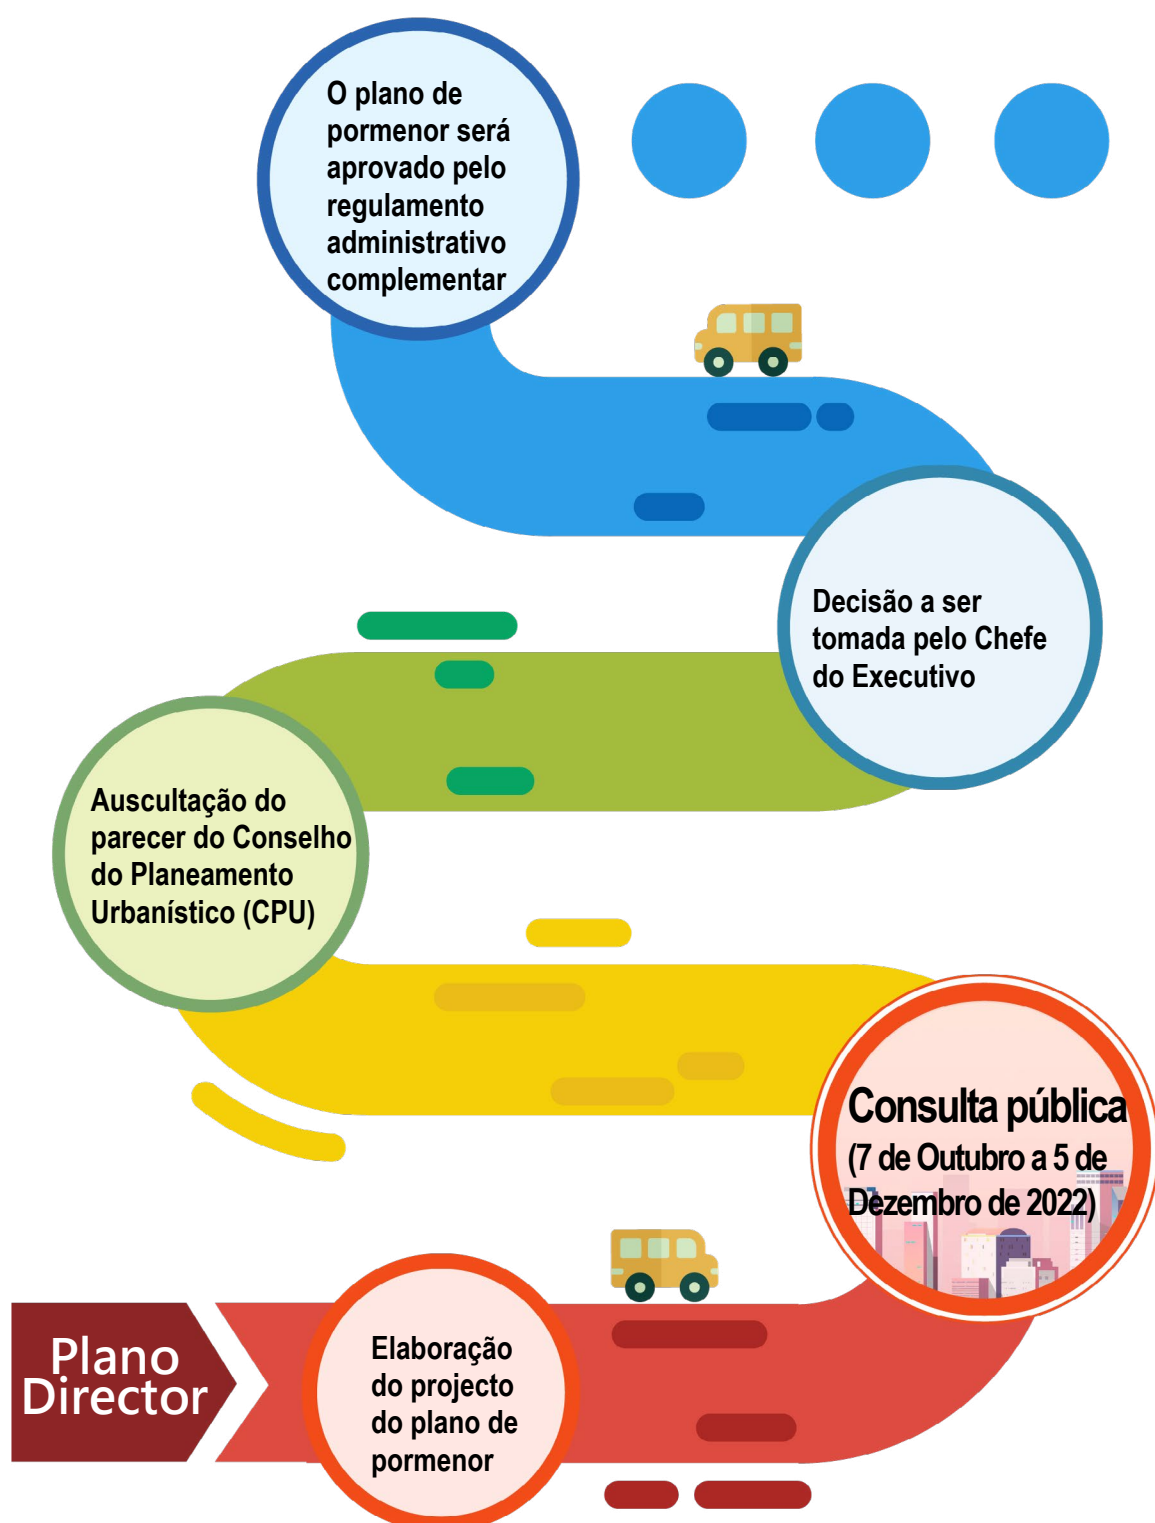 O plano de
pormenor será
aprovado pelo
regulamento
administrativo
complementar
Decisão a ser
tomada pelo Chefe
do Executivo
Auscultação do
parecer do Conselho
do Planeamento
Urbanístico (CPU)
Consulta pública
(7 de Outubro a 5 de
Dezembro de 2022)
Elaboração
do projecto
do plano de
pormenor
Plano
Director